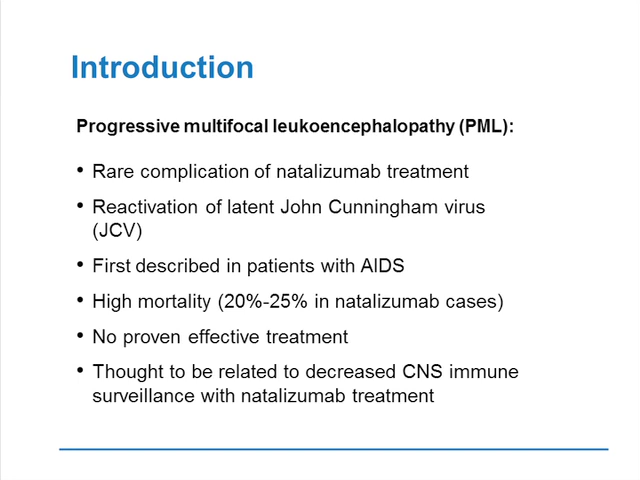 Introduction
Progressive multifocal leukoencephalopathy (PML):
• Rare complication of natalizumab treatment
• Reactivation of latent John Cunningham virus
(JCV)
• First described in patients with AIDS
• High mortality (20%-25% in natalizumab cases)
• No proven effective treatment
• Thought to be related to decreased CNS immune
surveillance with natalizumab treatment